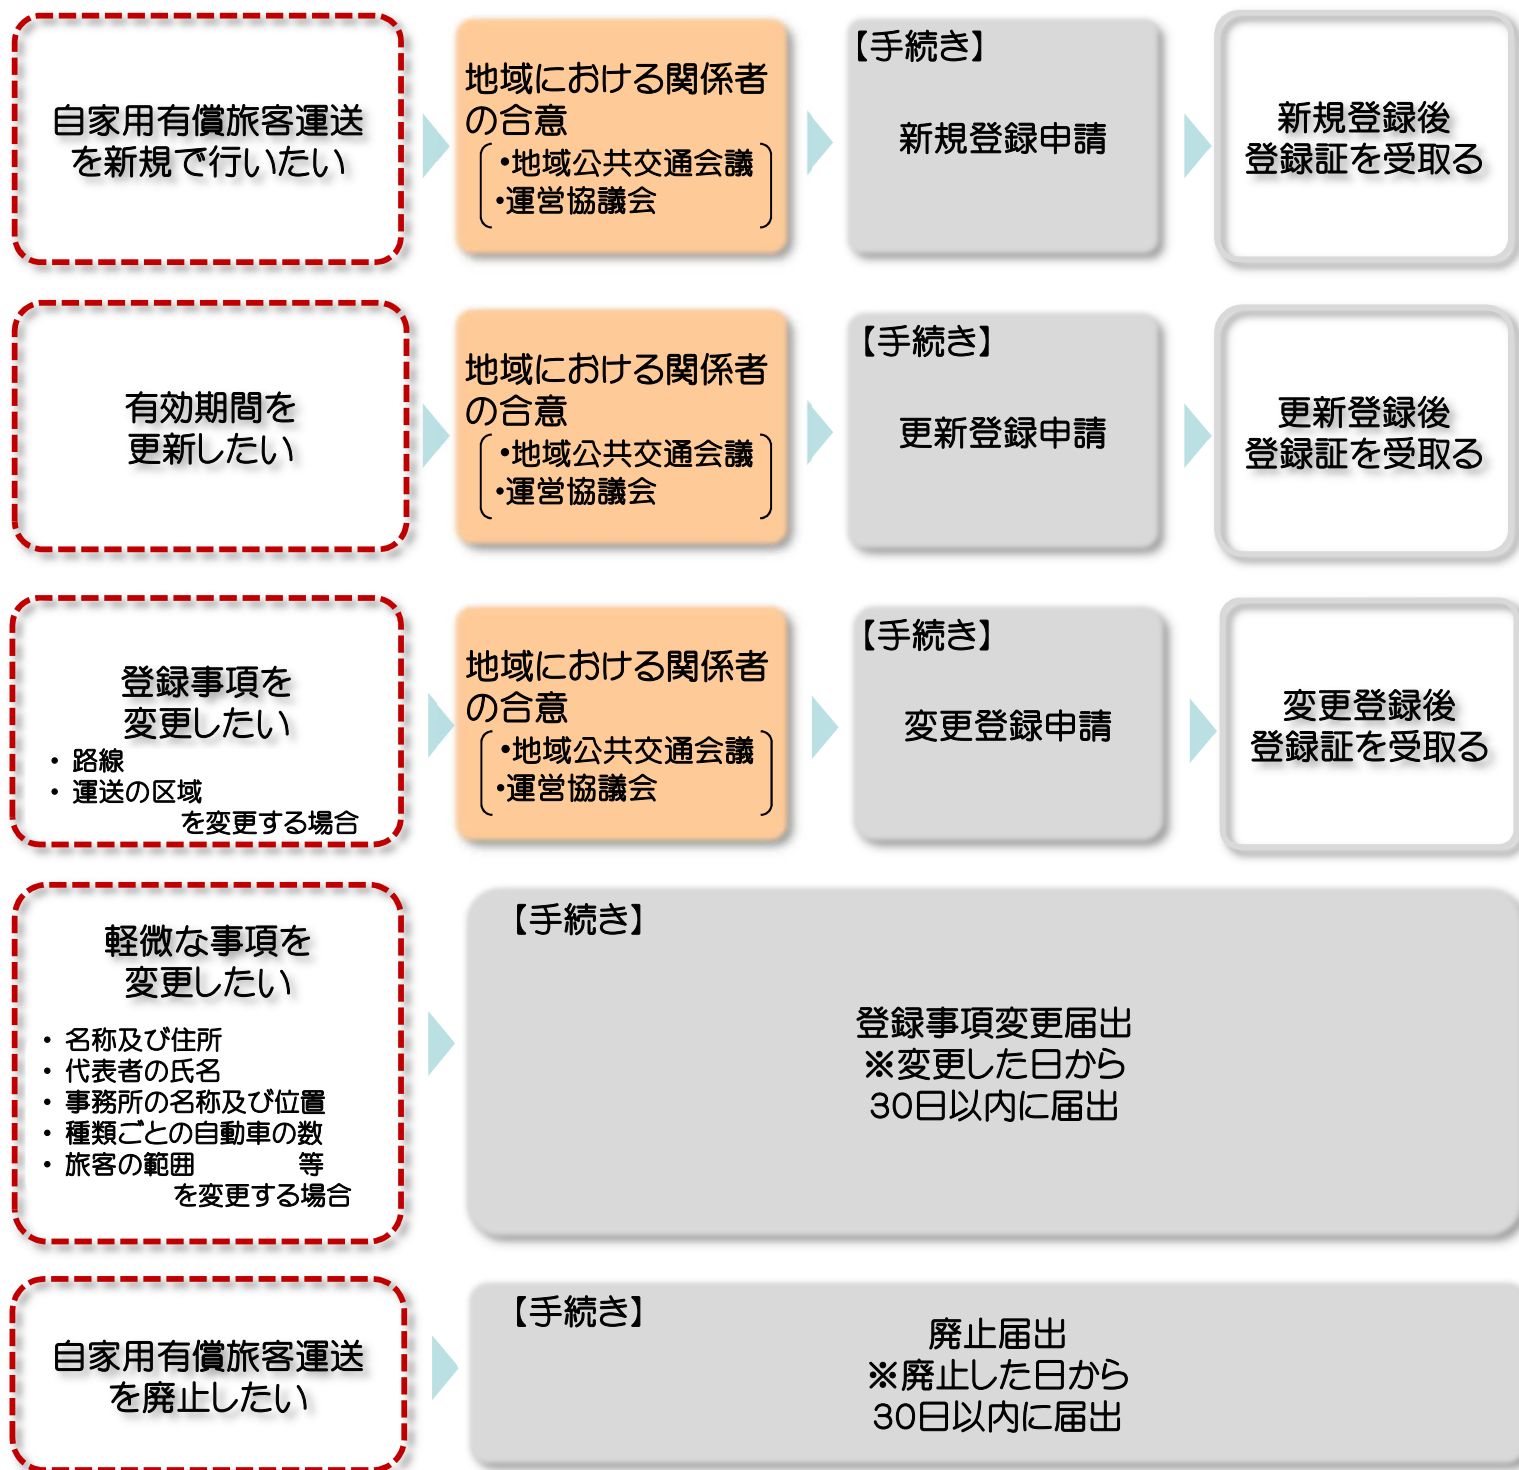 自家用有償旅客運送
を新規で行いたい
地域における関係者
の合意
・地域公共交通会議
・運営協議会
【手続き】
新規登録申請
新規登録後
登録証を受取る
有効期間を
更新したい
地域における関係者
の合意
・地域公共交通会議
・運営協議会
【手続き】
更新登録申請
更新登録後
登録証を受取る
登録事項を
変更したい
・ 路線
・ 運送の区域
を変更する場合
地域における関係者
の合意
・地域公共交通会議
・運営協議会
【手続き】
変更登録申請
変更登録後
登録証を受取る
軽微な事項を
変更したい
・ 名称及び住所
・ 代表者の氏名
・ 事務所の名称及び位置
・ 種類ごとの自動車の数
・ 旅客の範囲　　　　等
を変更する場合
【手続き】
登録事項変更届出
※変更した日から
30日以内に届出
自家用有償旅客運送
を廃止したい
【手続き】
廃止届出
※廃止した日から
30日以内に届出